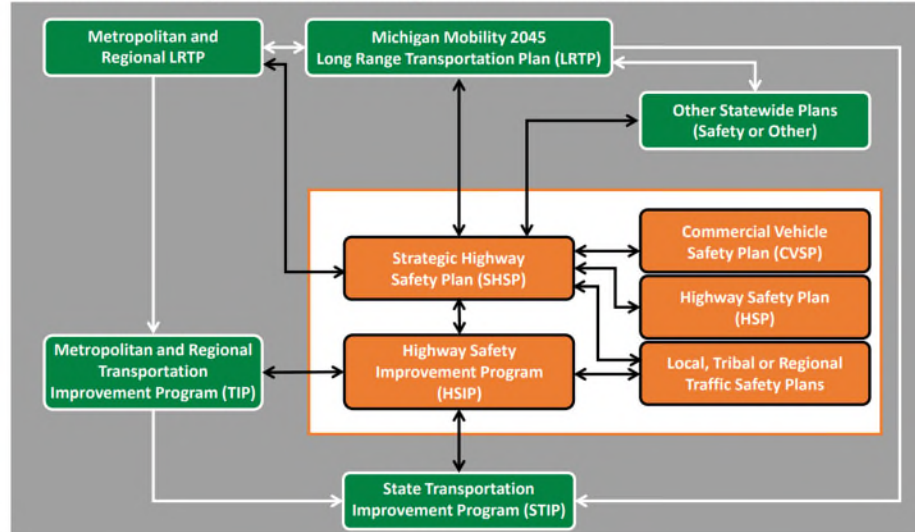 Metropolitan and
Regional LRTP
Michigan Mobility 2045
Long Range Transportation Plan (LRTP)
Other Statewide Plans
(Safety or Other)
Strategic Highway
Safety Plan (SHSP)
Commercial Vehicle
Safety Plan (CVSP)
Highway Safety Plan
(HSP)
Metropolitan and Regional
Transportation
Improvement Program (TIP)
Highway Safety
Improvement Program
(HSIP)
Local, Tribal or Regional
Traffic Safety Plans
State Transportation
Improvement Program (STIP)